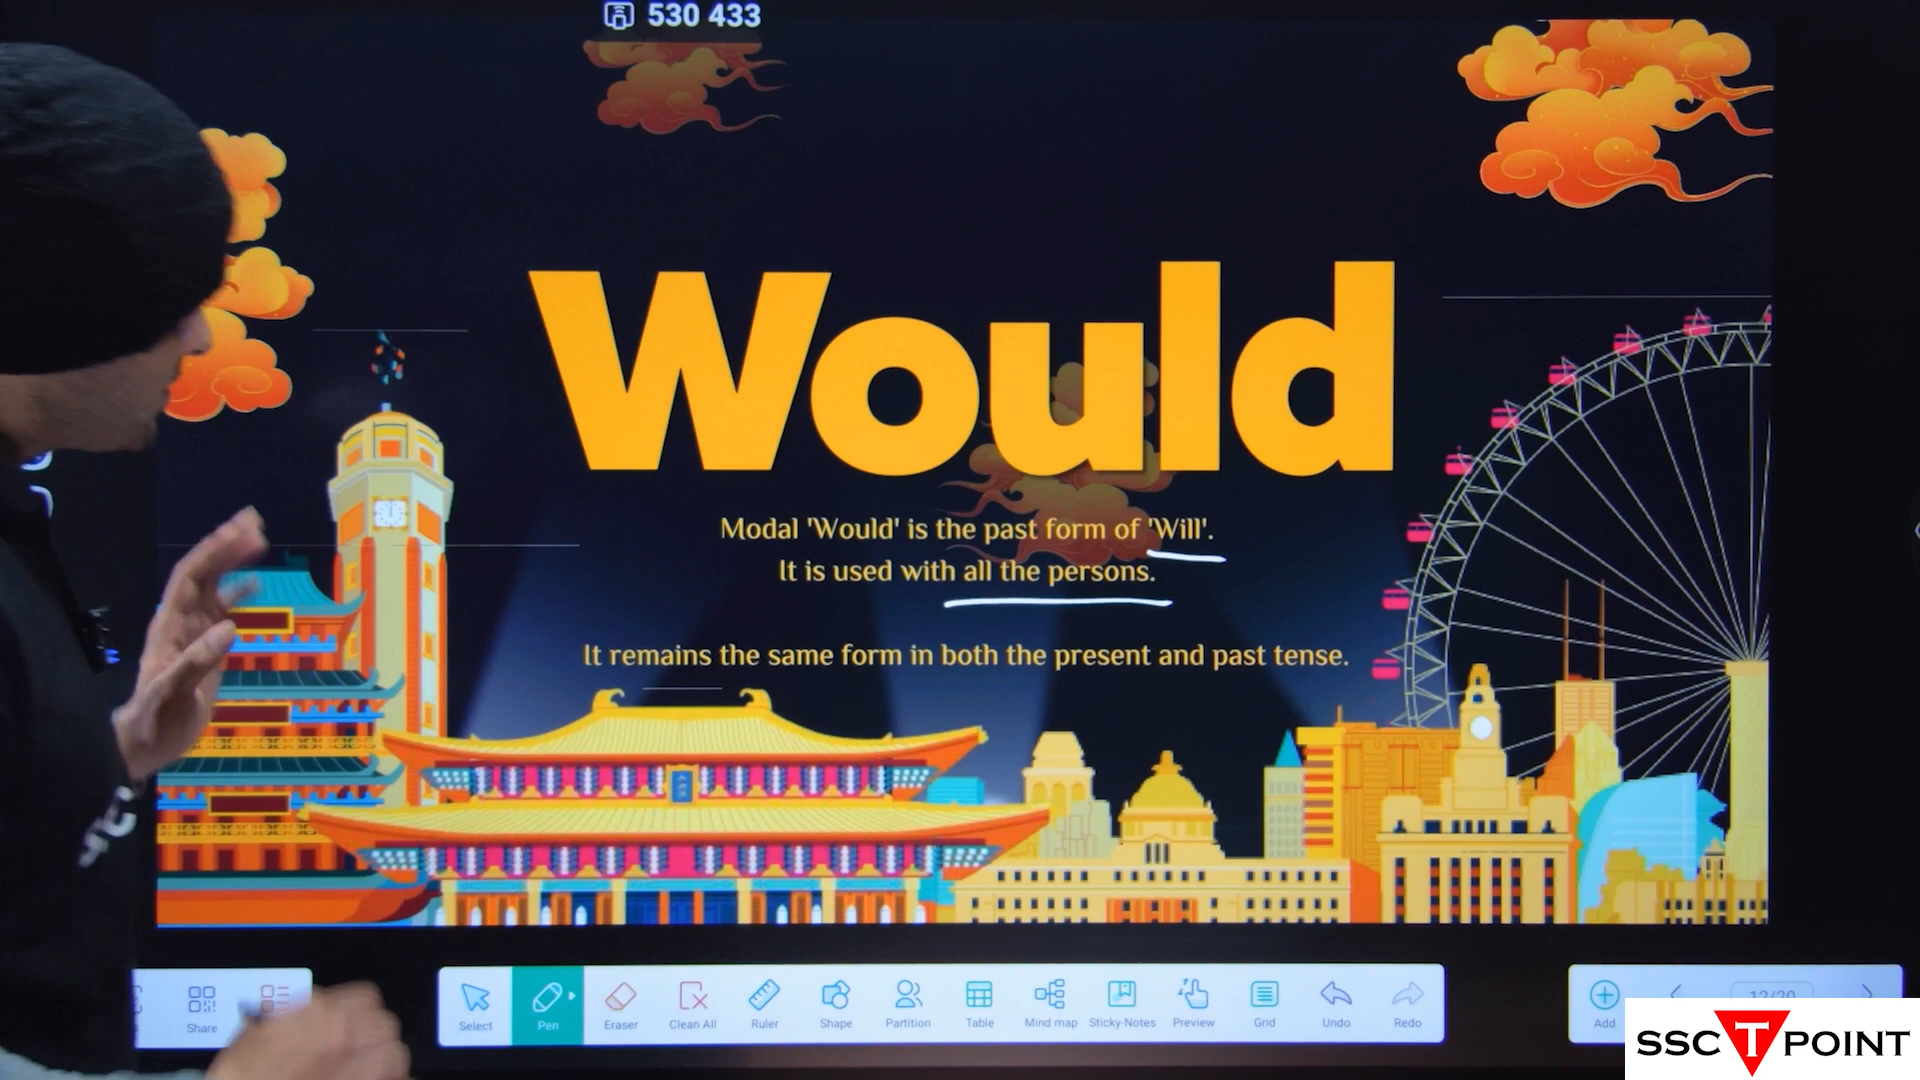 530 433
Would
Modal 'Would' is the past form of 'Will'.
It is used with all the persons.
It remains the same form in both the present and past tense.
Share
Select
Pen
Eraser
Clean All
Ruler
Shape
Partition
Table
Mind map
Sticky-Notes
Preview
Grid
Undo
Redo
Add
SSC T POINT